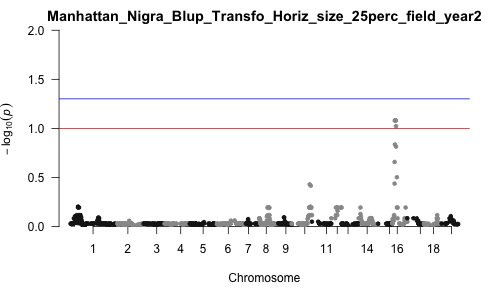 Manhattan_Nigra_Blup_Transfo_Horiz_size_25perc_field_year2
2.0
1.5
1.0
0.5
0.0
− log10(p)
1 2 3 4 5 6 7 8 9 11 14 16 18
Chromosome